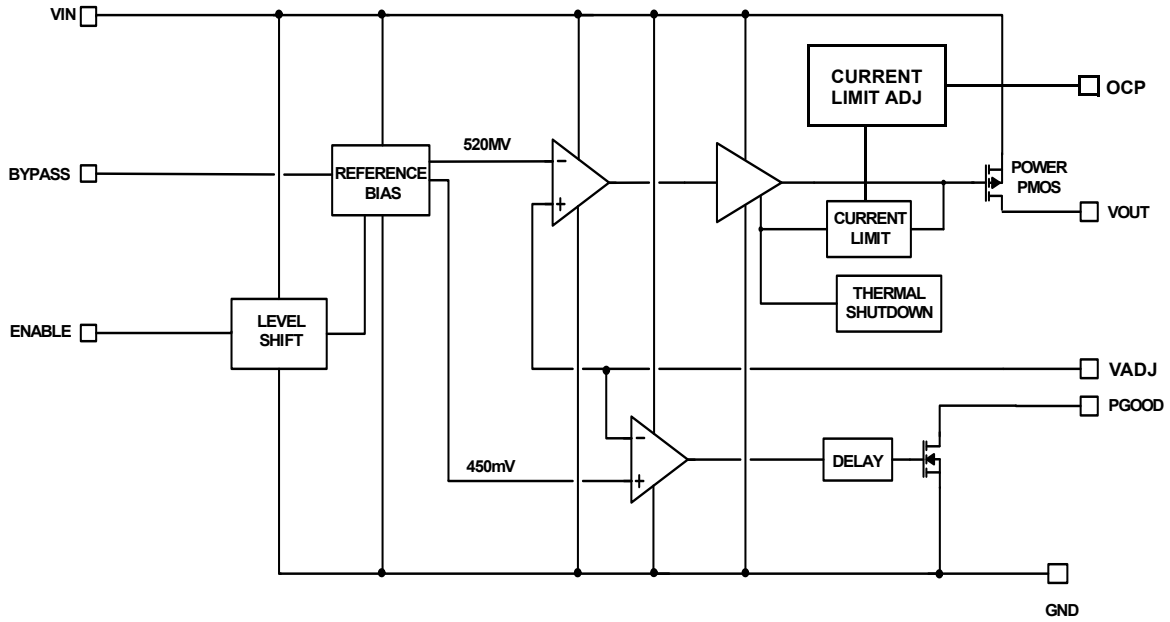 VIN
CURRENT
LIMIT ADJ
OCP
520MV
BYPASS
REFERENCE
BIAS
-
+
POWER
PMOS
VOUT
CURRENT
LIMIT
THERMAL
SHUTDOWN
ENABLE
LEVEL
SHIFT
VADJ
PGOOD
-
+
450mV
DELAY
GND